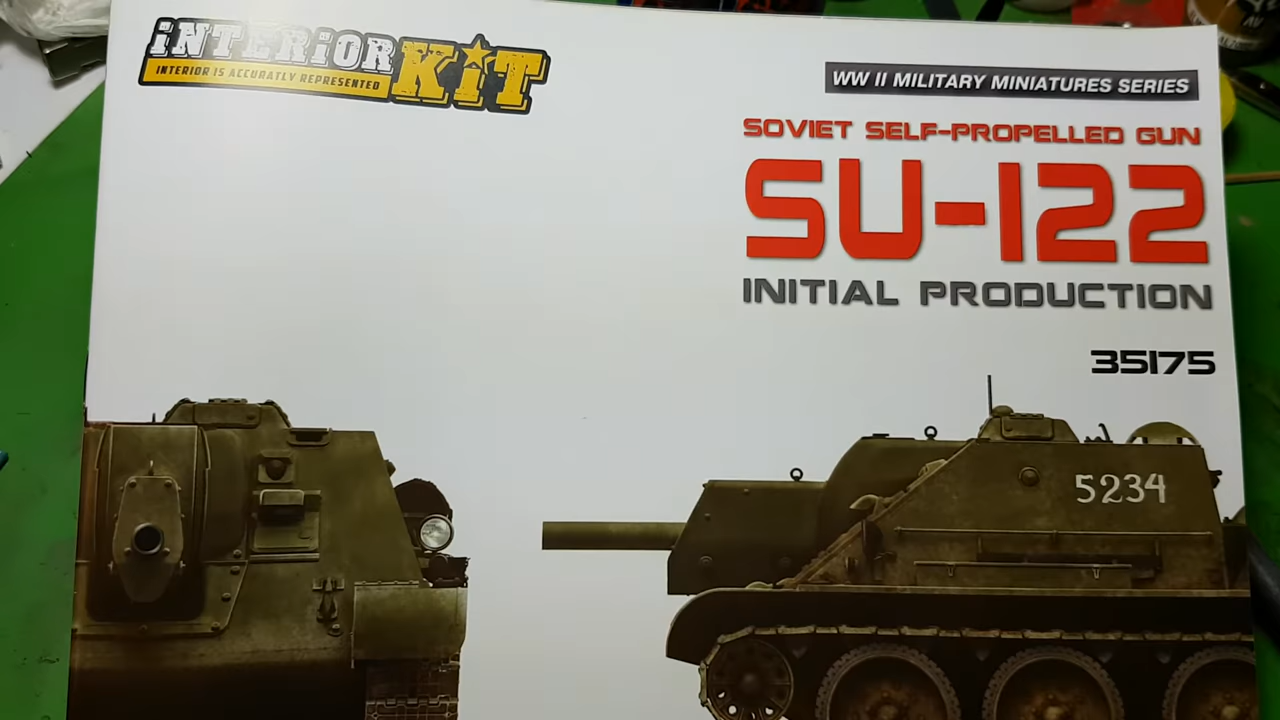 iNTERiOR KiT
INTERIOR IS ACCURATLY REPRESENTED
WW II MILITARY MINIATURES SERIES
SOVIET SELF-PROPELLED GUN
SU-122
INITIAL PRODUCTION
35175
5234